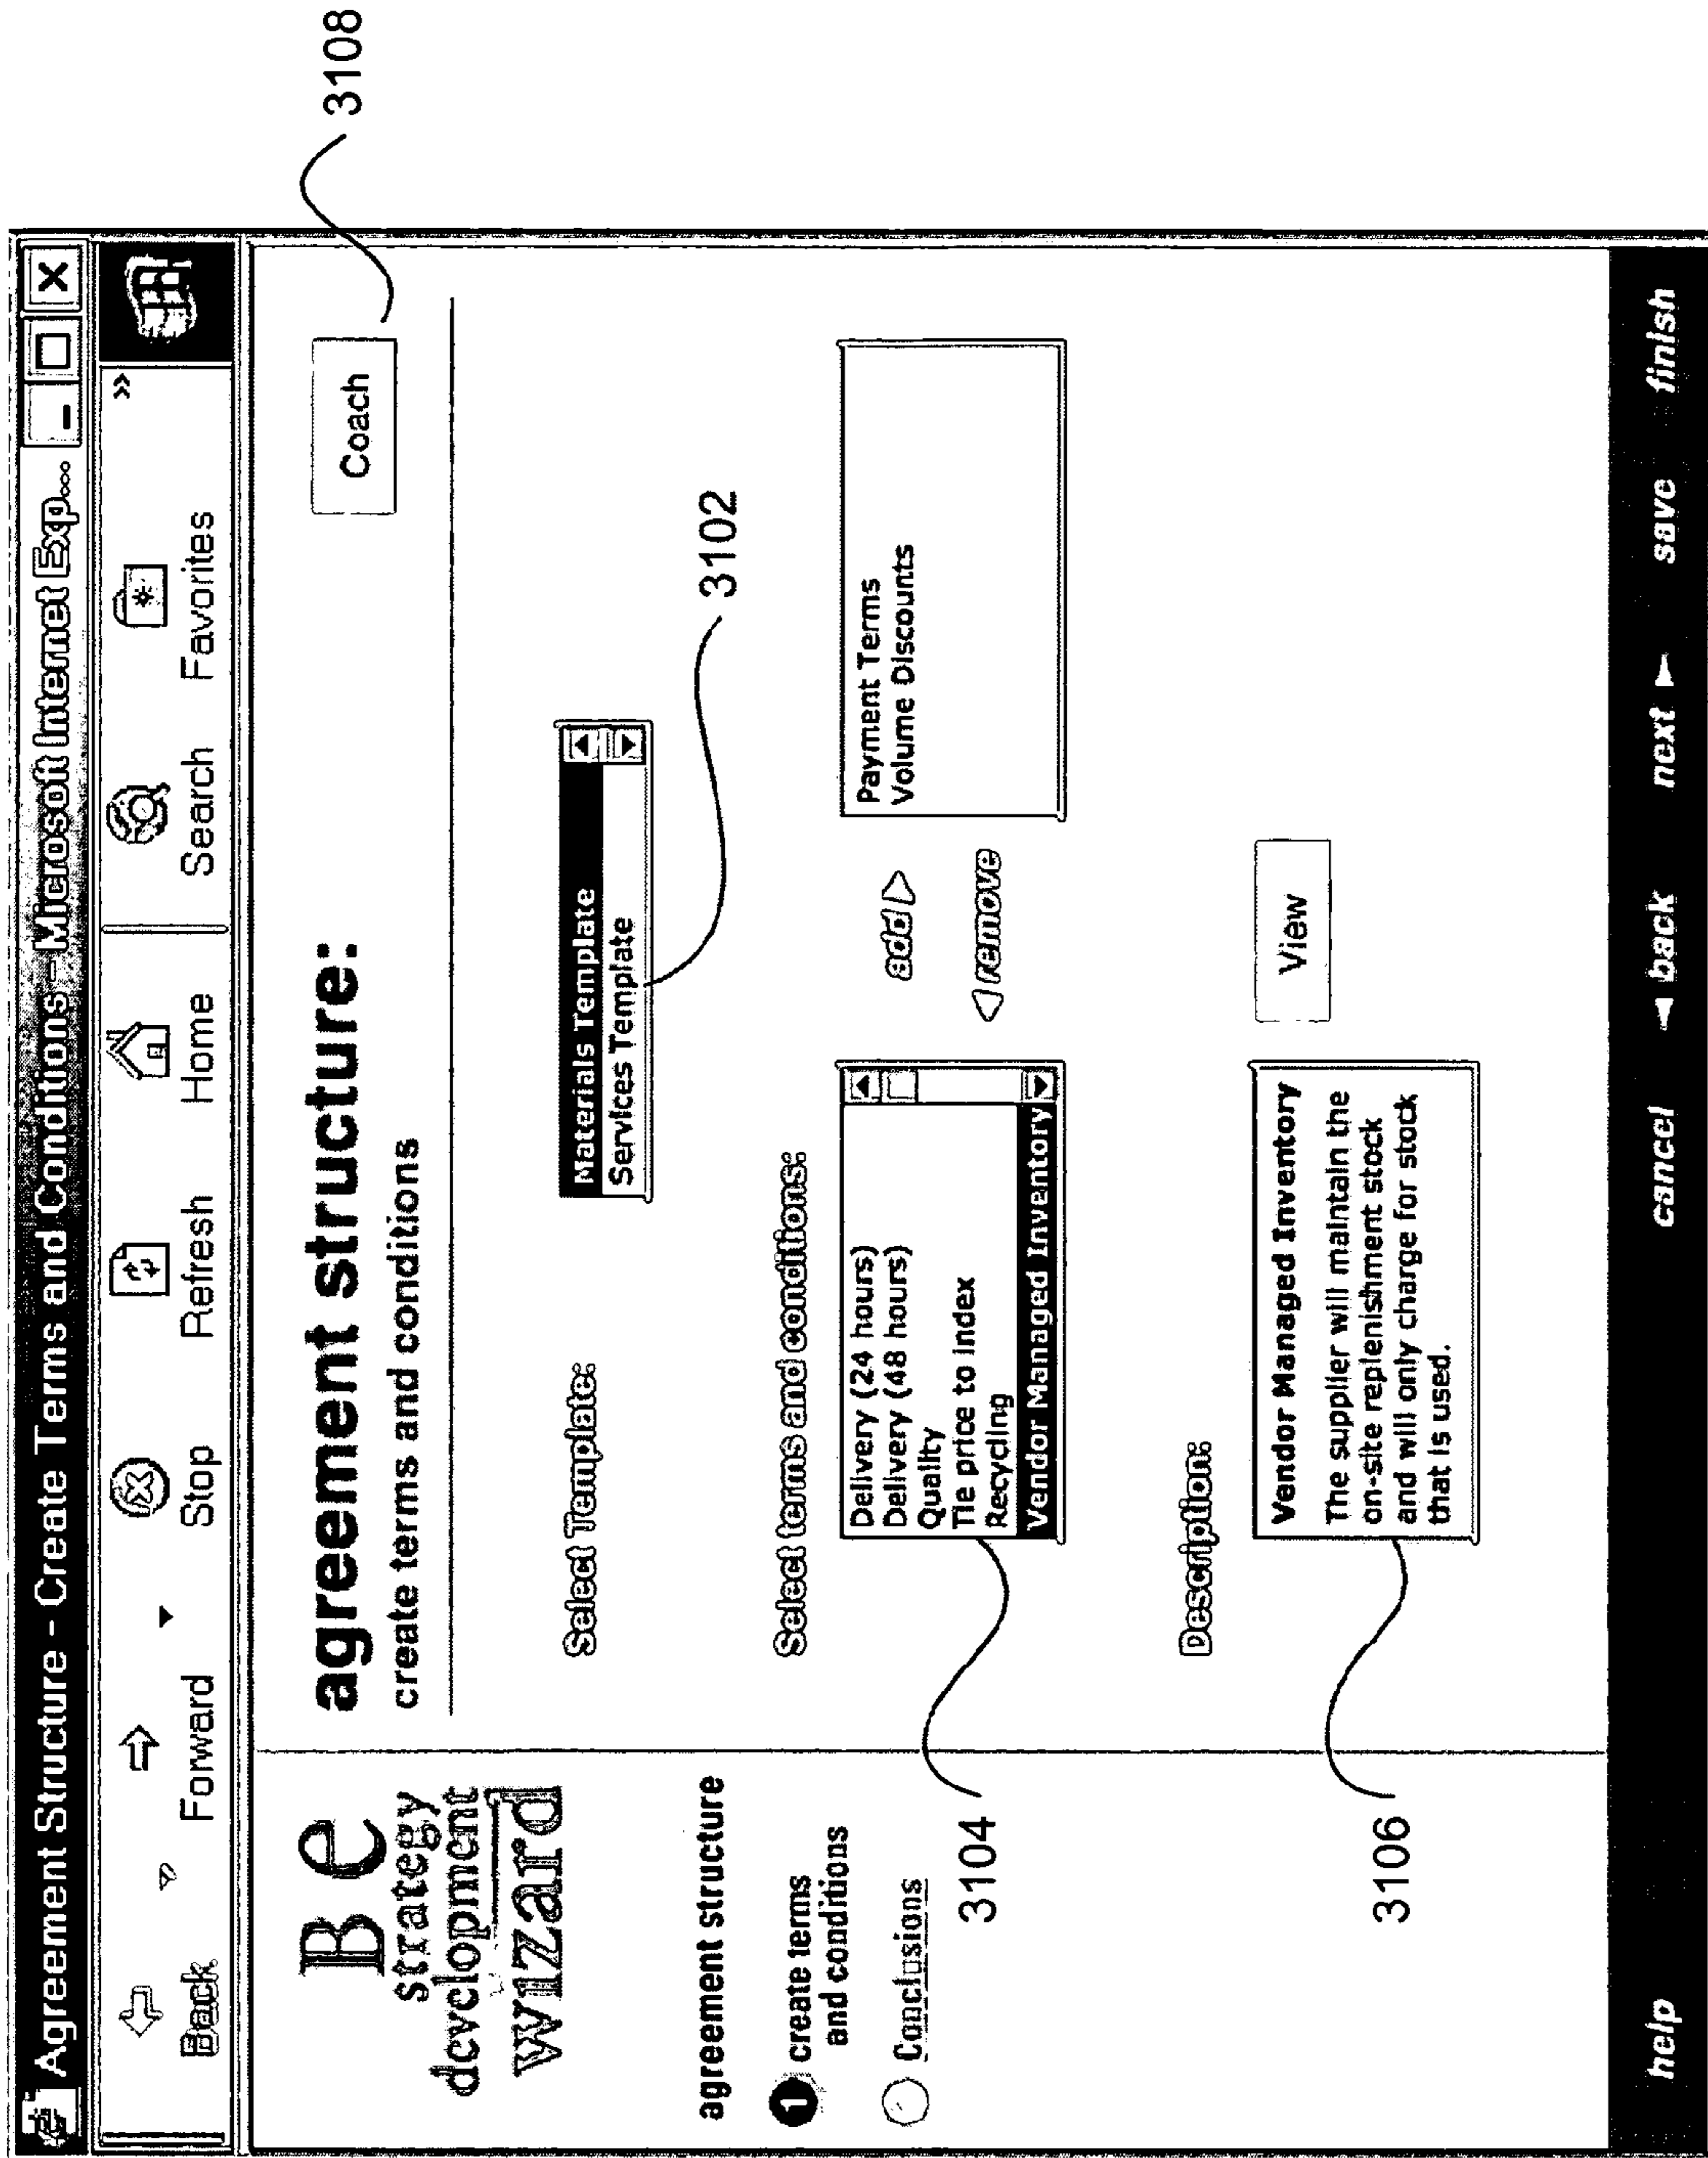 Agreement Structure - Create Terms and Conditions - Microsoft Internet Exp...
Back Forward Stop Refresh Home Search Favorites »
B e
strategy
development
wizard
agreement structure
1 create terms
and conditions
Conclusions
agreement structure:
create terms and conditions
Coach
3108
Select Template:
Materials Template
Services Template
3102
Select terms and conditions:
Delivery (24 hours)
Delivery (48 hours)
Quality
Tie price to index
Recycling
Vendor Managed Inventory
add
remove
Payment Terms
Volume Discounts
3104
Description:
Vendor Managed Inventory
The supplier will maintain the
on-site replenishment stock
and will only charge for stock
that is used.
View
3106
help cancel back next save finish